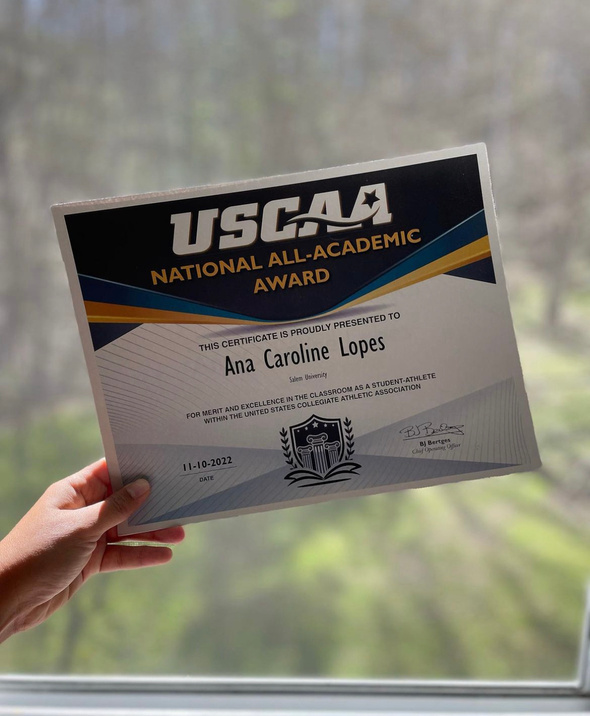 USCAA
NATIONAL ALL-ACADEMIC
AWARD
THIS CERTIFICATE IS PROUDLY PRESENTED TO
Ana Caroline Lopes
Salem University
FOR MERIT AND EXCELLENCE IN THE CLASSROOM AS A STUDENT-ATHLETE
WITHIN THE UNITED STATES COLLEGIATE ATHLETIC ASSOCIATION
11-10-2022
DATE
BJ Bertges
Chief Operating Officer